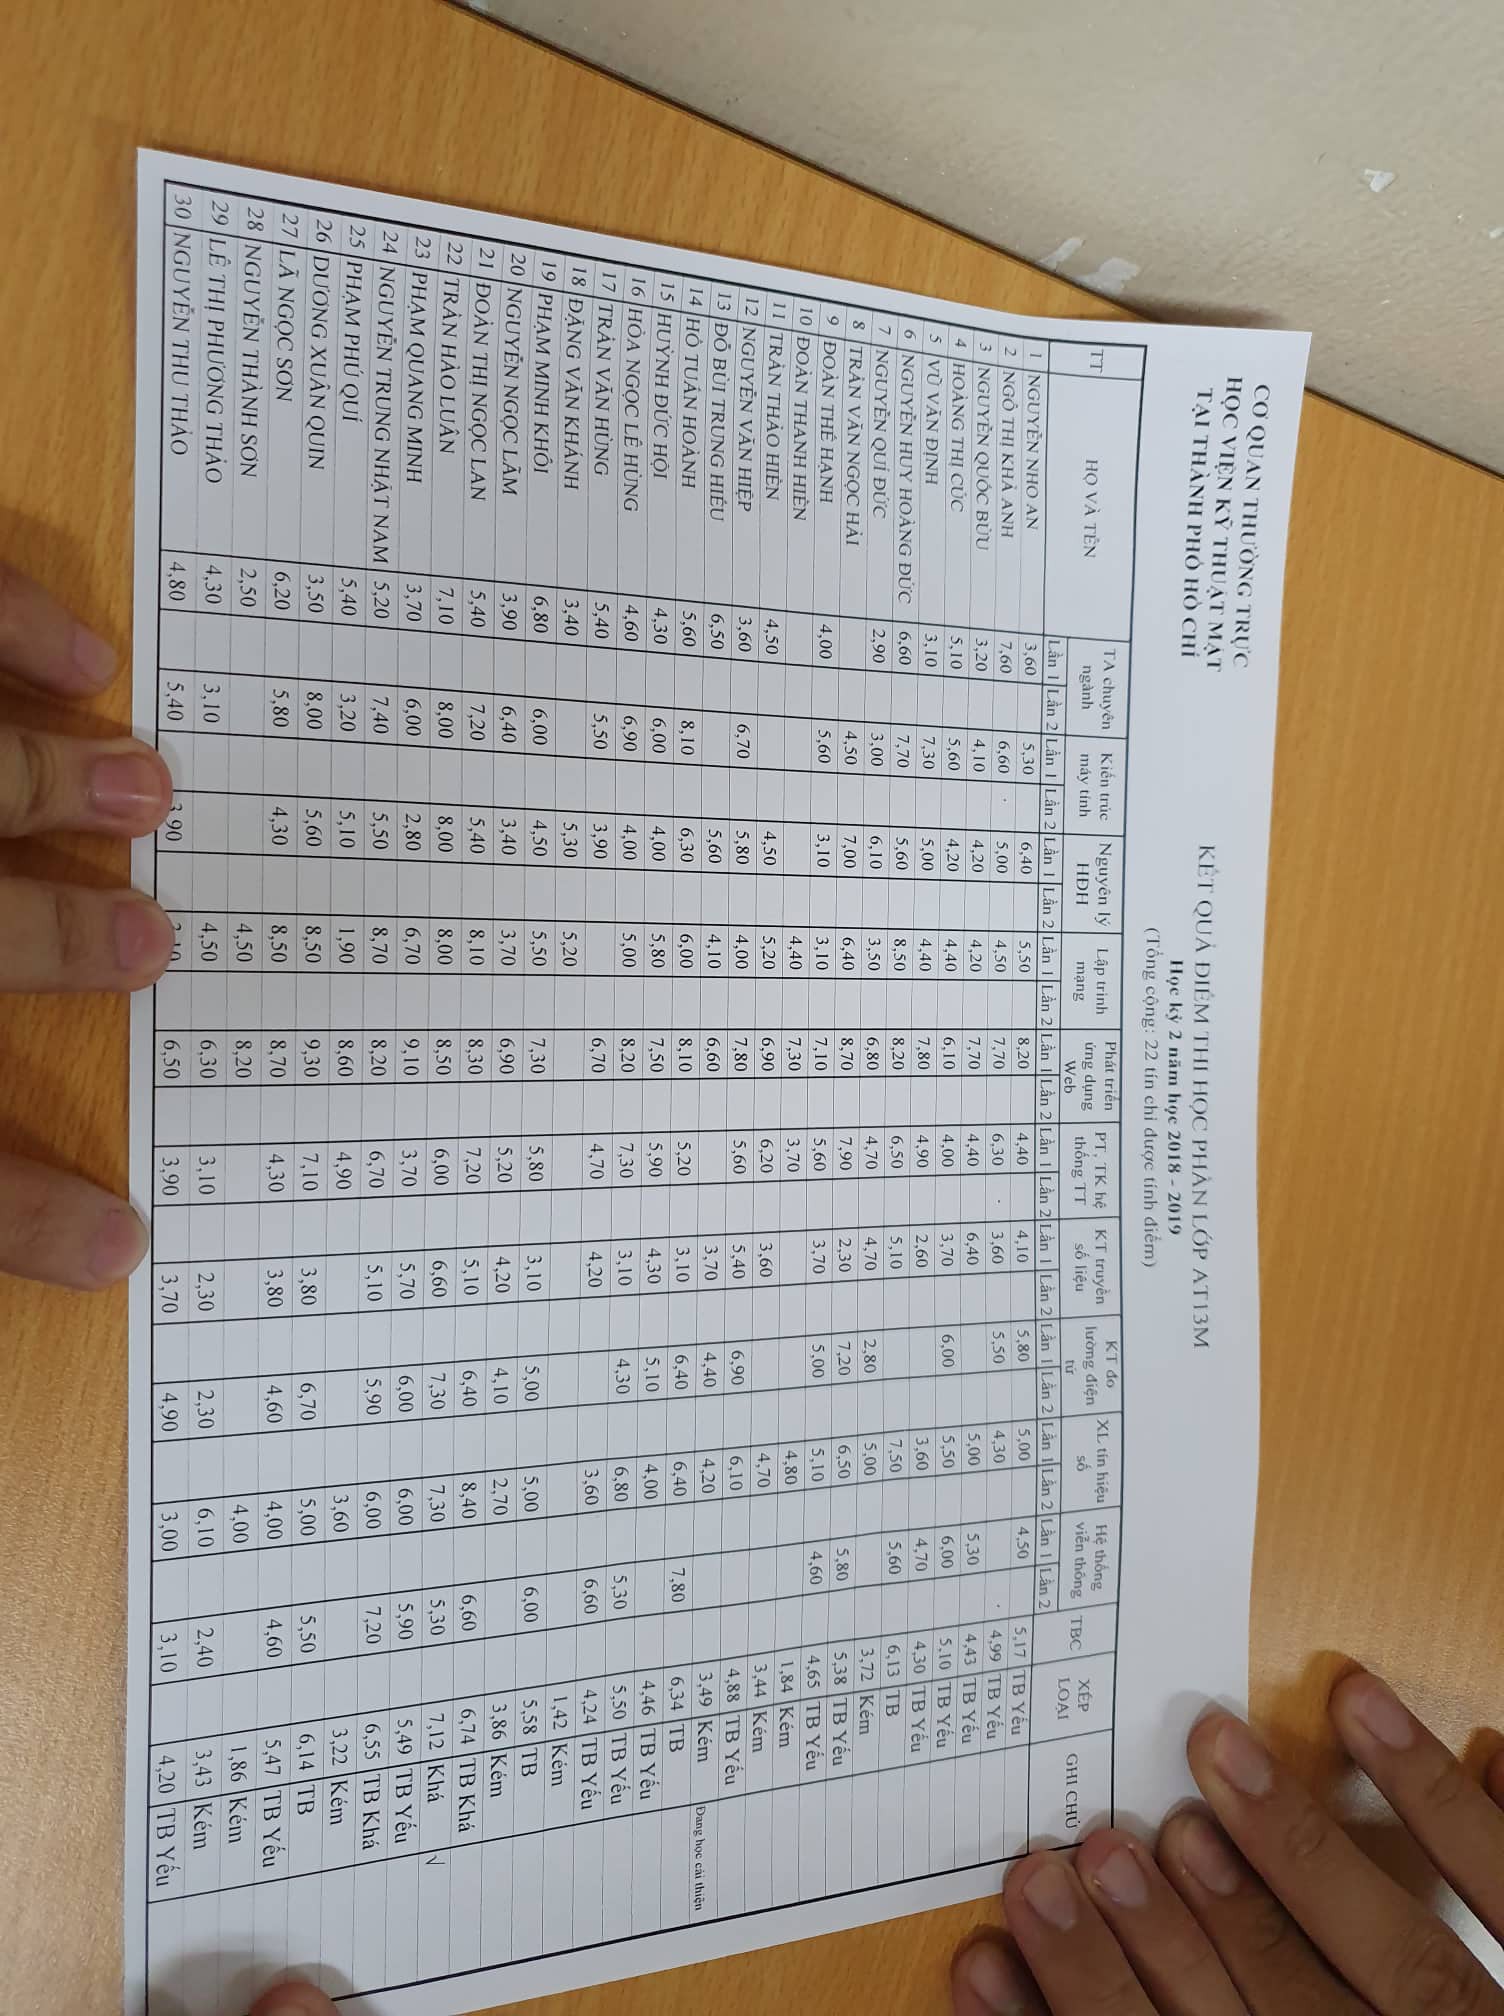 CƠ QUAN THƯỜNG TRỰC
HỌC VIỆN KỸ THUẬT MẬT
TẠI THÀNH PHỐ HỒ CHÍ
KẾT QUẢ ĐIỂM THI HỌC PHẦN LỚP AT13M
Học kỳ 2 năm học 2018 - 2019
(Tổng cộng: 22 tín chỉ được tính điểm)
TT HỌ VÀ TÊN TA chuyên ngành Kiến trúc máy tính Nguyên lý HĐH Lập trình mạng Phát triển ứng dụng Web PT, TK hệ thống TT KT truyền số liệu KT đo lường điện tử XL tín hiệu số Hệ thống viễn thông TBC XẾP LOẠI GHI CHÚ
Lần 1 Lần 2 Lần 1 Lần 2 Lần 1 Lần 2 Lần 1 Lần 2 Lần 1 Lần 2 Lần 1 Lần 2 Lần 1 Lần 2 Lần 1 Lần 2 Lần 1 Lần 2 Lần 1 Lần 2
1 NGUYỄN NHO AN 3,60 5,30 6,40 5,50 8,20 4,40 4,10 5,80 5,00 4,50 5,17 TB Yếu
2 NGÔ THỊ KHẢ ANH 7,60 6,60 5,00 4,50 7,70 6,30 3,60 5,50 4,30 4,99 TB Yếu
3 NGUYỄN QUỐC BỬU 3,20 4,10 4,20 4,20 7,70 4,40 6,40 5,00 5,30 4,43 TB Yếu
4 HOÀNG THỊ CÚC 5,10 5,60 4,20 4,40 6,10 4,00 3,70 6,00 5,50 6,00 5,10 TB Yếu
5 VŨ VĂN ĐỊNH 3,10 7,30 5,00 4,40 7,80 4,90 2,60 3,60 4,70 4,30 TB Yếu
6 NGUYỄN HUY HOÀNG ĐỨC 6,60 7,70 5,60 8,50 8,20 6,50 5,10 7,50 5,60 6,13 TB
7 NGUYỄN QUÍ ĐỨC 2,90 3,00 6,10 3,50 6,80 4,70 4,70 2,80 5,00 3,72 Kém
8 TRẦN VĂN NGỌC HẢI 4,50 7,00 6,40 8,70 7,90 2,30 7,20 6,50 5,80 5,38 TB Yếu
9 ĐOÀN THẾ HẠNH 4,00 5,60 3,10 3,10 7,10 5,60 3,70 5,00 5,10 4,60 4,65 TB Yếu
10 ĐOÀN THANH HIỀN 4,40 7,30 3,70 4,80 1,84 Kém
11 TRẦN THẢO HIỀN 4,50 4,50 5,20 6,90 6,20 3,60 4,70 3,44 Kém
12 NGUYỄN VĂN HIỆP 3,60 6,70 5,80 4,00 7,80 5,60 5,40 6,90 6,10 4,88 TB Yếu
13 ĐỖ BÙI TRUNG HIẾU 6,50 5,60 4,10 6,60 3,70 4,40 4,20 3,49 Kém Đang học cải thiện
14 HỒ TUẤN HOÀNH 5,60 8,10 6,30 6,00 8,10 5,20 3,10 6,40 6,40 7,80 6,34 TB
15 HUỲNH ĐỨC HỘI 4,30 6,00 4,00 5,80 7,50 5,90 4,30 5,10 4,00 4,46 TB Yếu
16 HÒA NGỌC LÊ HÙNG 4,60 6,90 4,00 5,00 8,20 7,30 3,10 4,30 6,80 5,30 5,50 TB Yếu
17 TRẦN VĂN HÙNG 5,40 5,50 3,90 6,70 4,70 4,20 3,60 6,60 4,24 TB Yếu
18 ĐẶNG VĂN KHÁNH 3,40 5,30 5,20 1,42 Kém
19 PHẠM MINH KHÔI 6,80 6,00 4,50 5,50 7,30 5,80 3,10 5,00 5,00 6,00 5,58 TB
20 NGUYỄN NGỌC LÃM 3,90 6,40 3,40 3,70 6,90 5,20 4,20 4,10 2,70 3,86 Kém
21 ĐOÀN THỊ NGỌC LAN 5,40 7,20 5,40 8,10 8,30 7,20 5,10 6,40 8,40 6,60 6,74 TB Khá
22 TRẦN HÀO LUÂN 7,10 8,00 8,00 8,00 8,50 6,00 6,60 7,30 7,30 5,30 7,12 Khá √
23 PHẠM QUANG MINH 3,70 6,00 2,80 6,70 9,10 3,70 5,70 6,00 6,00 5,90 5,49 TB Yếu
24 NGUYỄN TRUNG NHẬT NAM 5,20 7,40 5,50 8,70 8,20 6,70 5,10 5,90 6,00 7,20 6,55 TB Khá
25 PHẠM PHÚ QUÍ 5,40 3,20 5,10 1,90 8,60 4,90 3,60 3,22 Kém
26 DƯƠNG XUÂN QUIN 3,50 8,00 5,60 8,50 9,30 7,10 3,80 6,70 5,00 5,50 6,14 TB
27 LÃ NGỌC SƠN 6,20 5,80 4,30 8,50 8,70 4,30 3,80 4,60 4,00 4,60 5,47 TB Yếu
28 NGUYỄN THÀNH SƠN 2,50 4,50 8,20 4,00 1,86 Kém
29 LÊ THỊ PHƯƠNG THẢO 4,30 3,10 4,50 6,30 3,10 2,30 2,30 6,10 2,40 3,43 Kém
30 NGUYỄN THU THẢO 4,80 5,40 3,90 6,50 3,90 3,70 4,90 3,00 3,10 4,20 TB Yếu